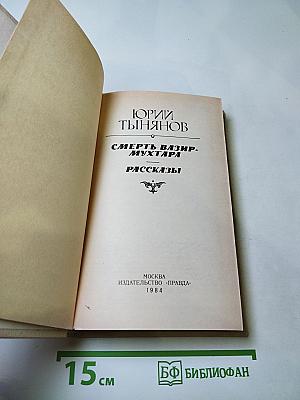 ЮРИЙ
ТЫНЯНОВ
СМЕРТЬ ВАЗИР-
МУХТАРА
РАССКАЗЫ
МОСКВА
ИЗДАТЕЛЬСТВО «ПРАВДА»
1984
15 см
БФ БИБЛИОФАН